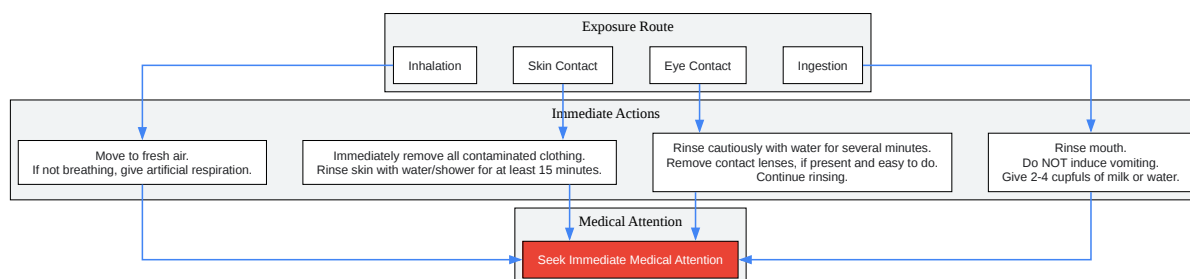 Exposure Route
Inhalation
Skin Contact
Eye Contact
Ingestion
Immediate Actions
Move to fresh air.
If not breathing, give artificial respiration.
Immediately remove all contaminated clothing.
Rinse skin with water/shower for at least 15 minutes.
Rinse cautiously with water for several minutes.
Remove contact lenses, if present and easy to do.
Continue rinsing.
Rinse mouth.
Do NOT induce vomiting.
Give 2-4 cupfuls of milk or water.
Medical Attention
Seek Immediate Medical Attention